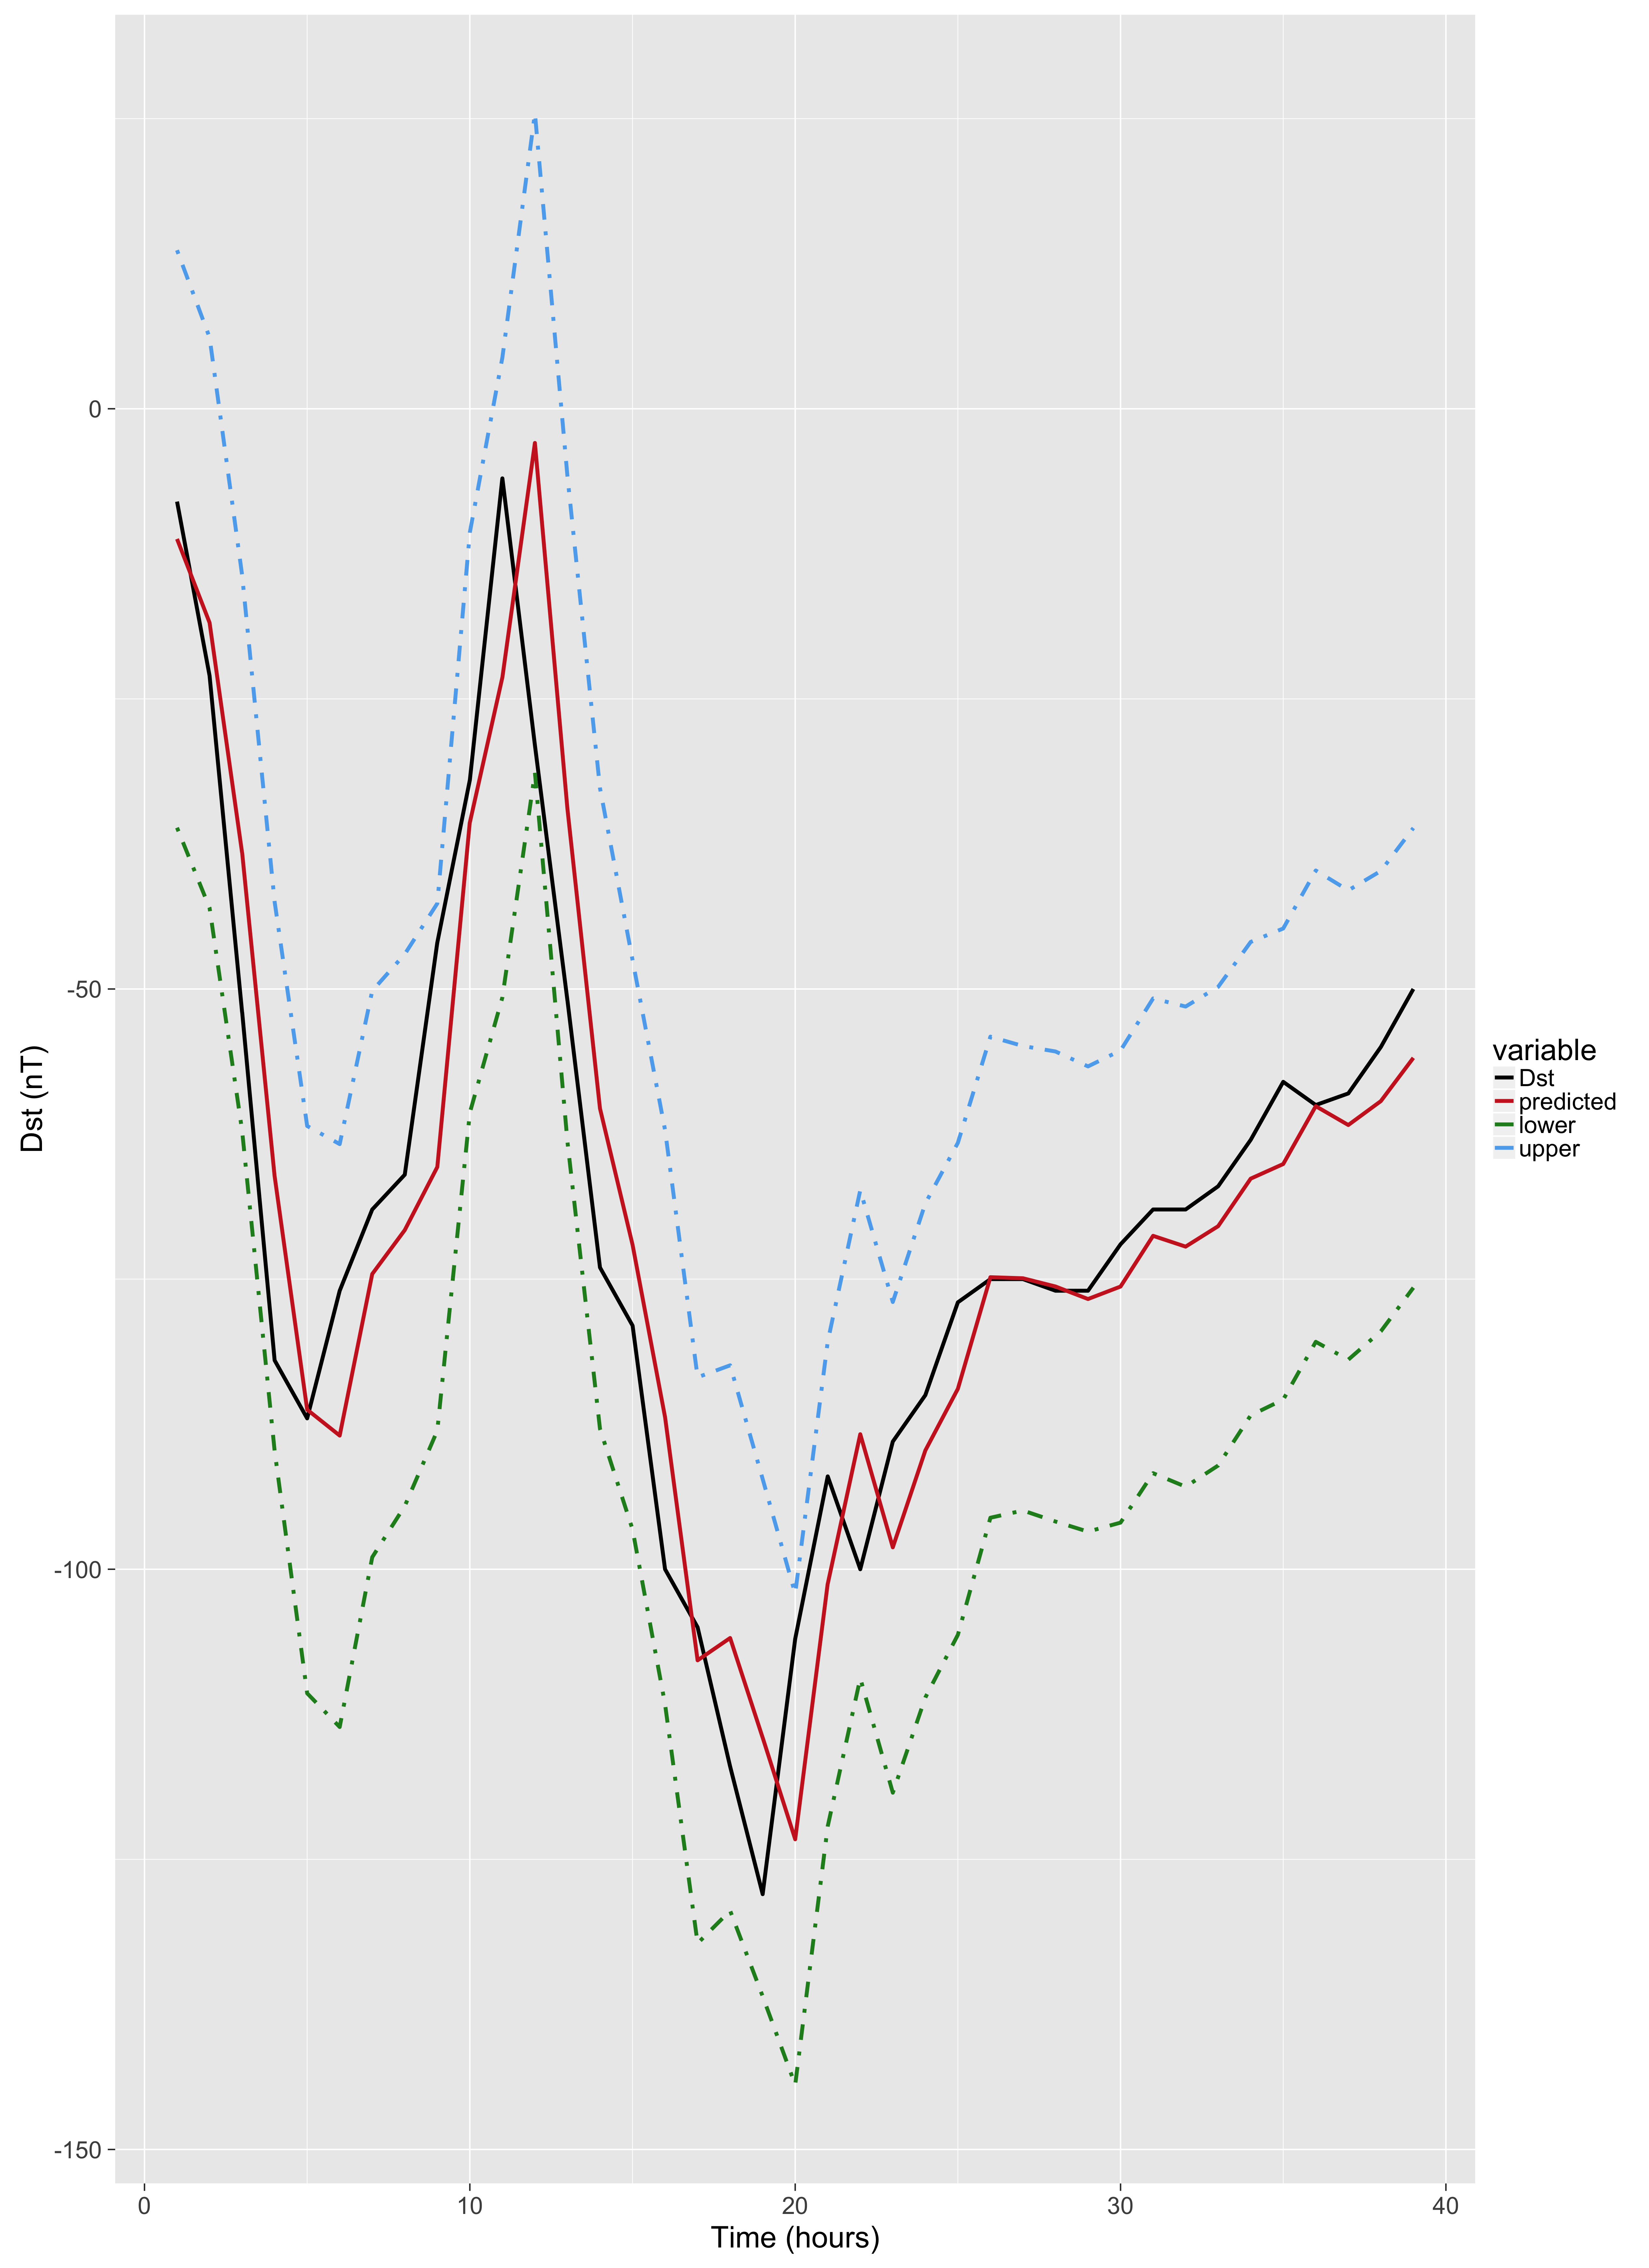 0
-50
-100
-150
Dst (nT)
0 10 20 30 40
Time (hours)
variable
Dst
predicted
lower
upper